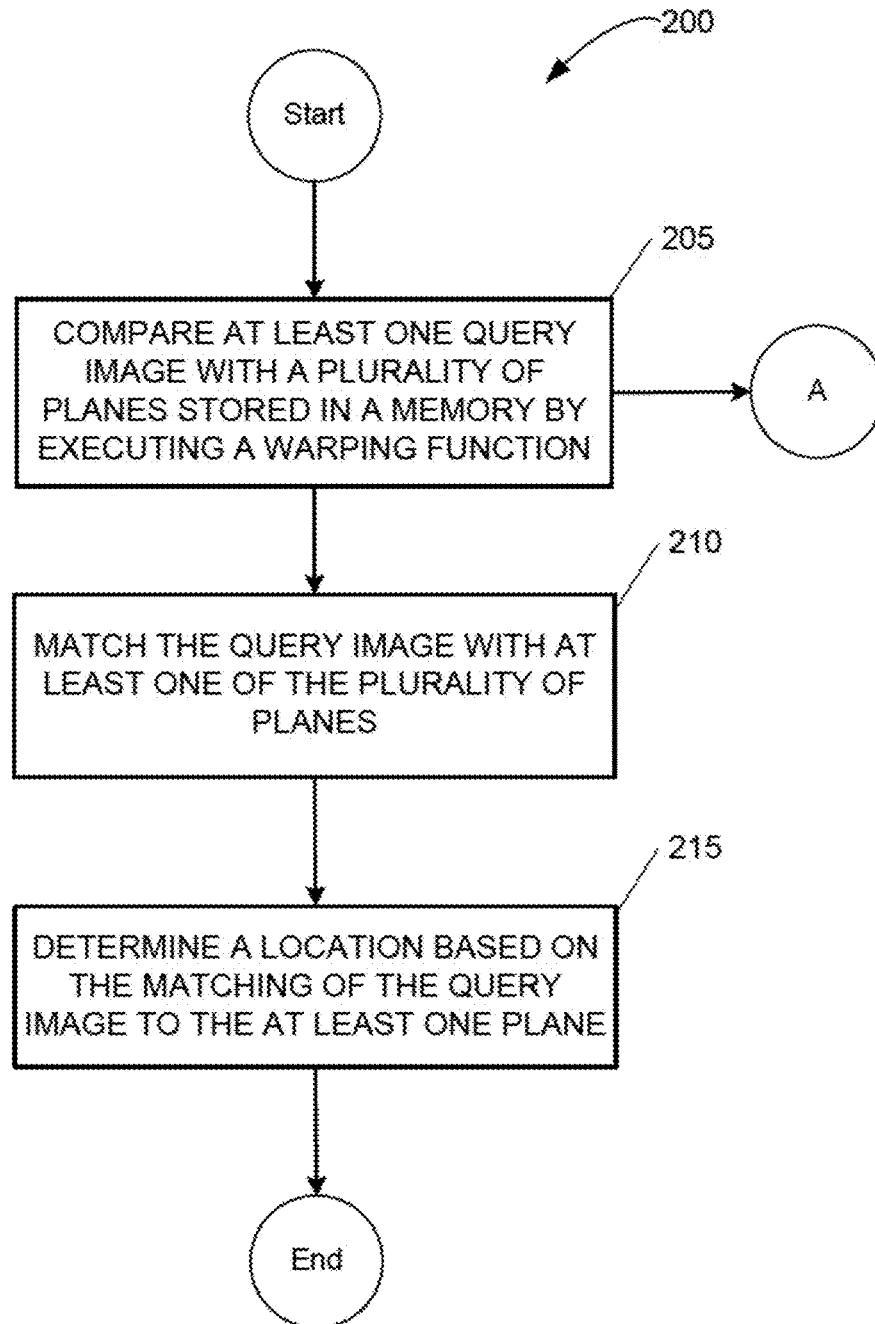 200
Start
205
COMPARE AT LEAST ONE QUERY
IMAGE WITH A PLURALITY OF
PLANES STORED IN A MEMORY BY
EXECUTING A WARPING FUNCTION
A
210
MATCH THE QUERY IMAGE WITH AT
LEAST ONE OF THE PLURALITY OF
PLANES
215
DETERMINE A LOCATION BASED ON
THE MATCHING OF THE QUERY
IMAGE TO THE AT LEAST ONE PLANE
End